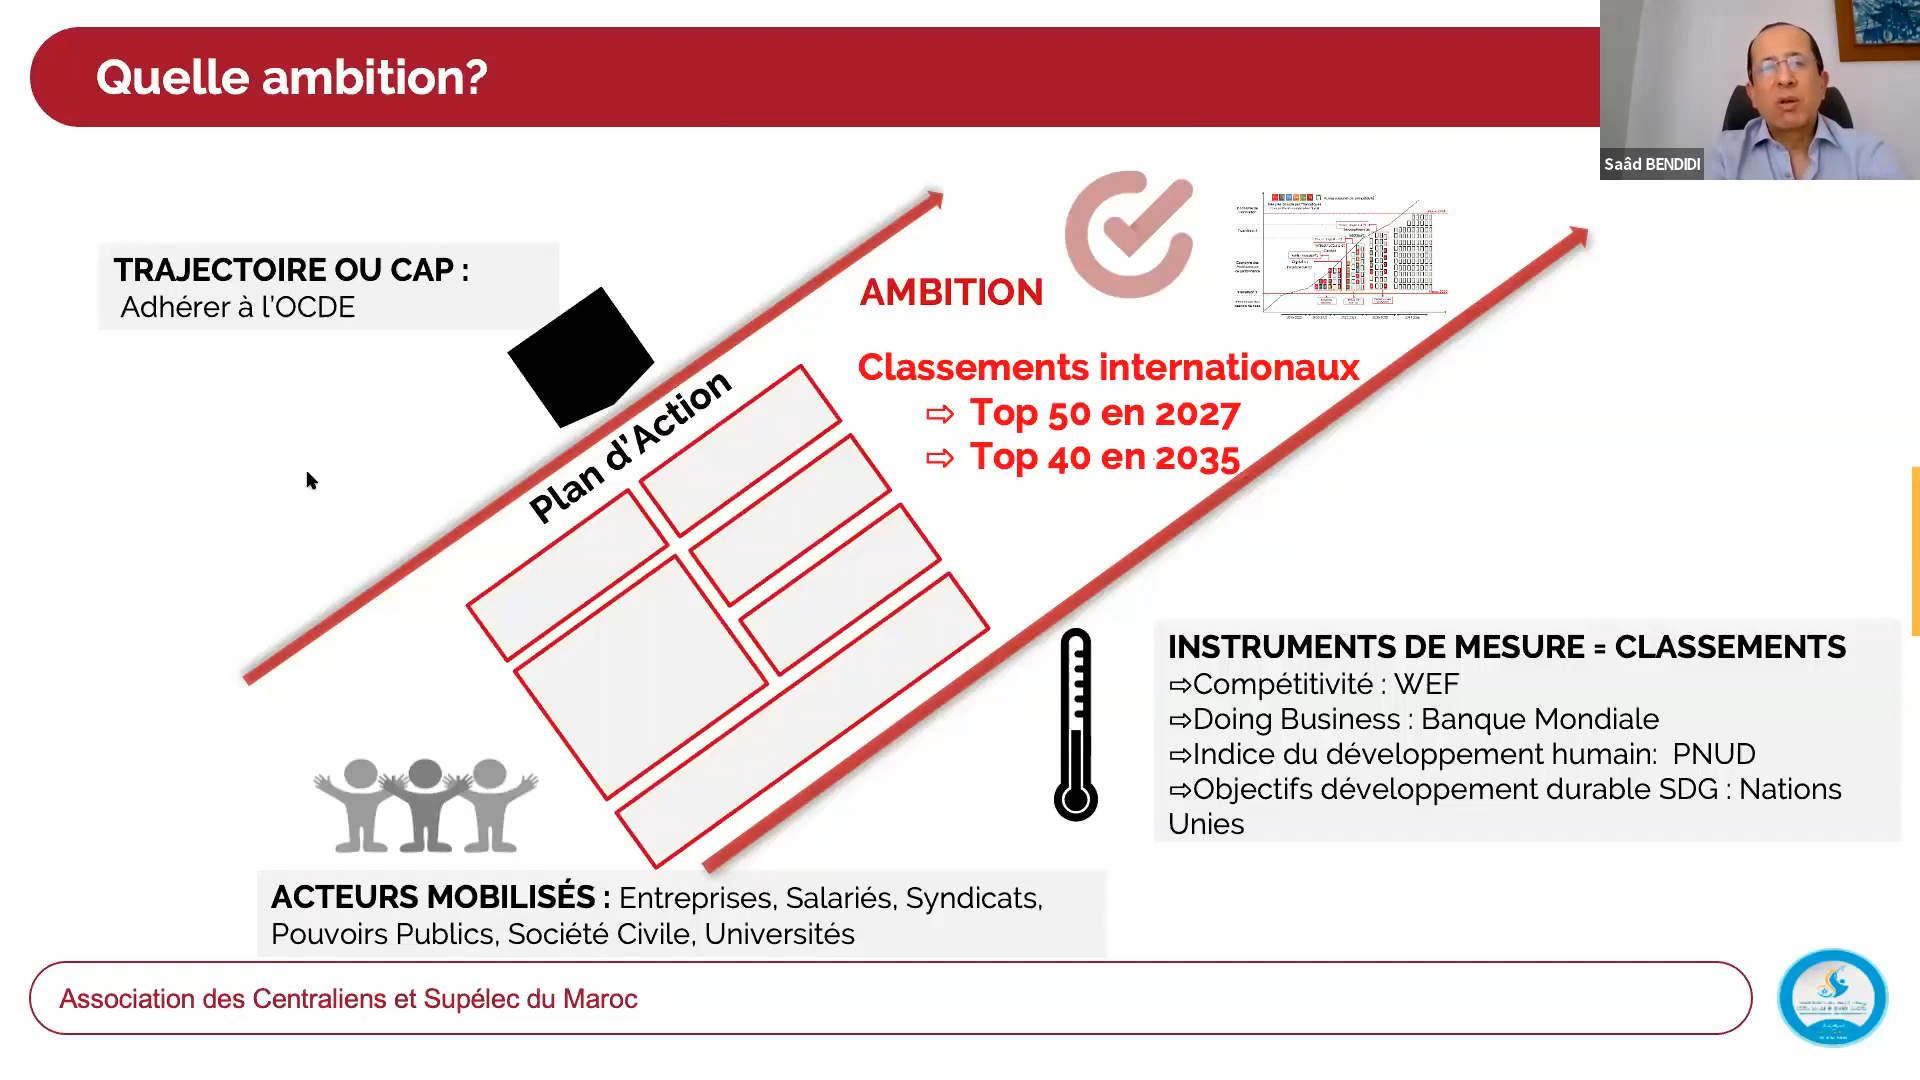 Quelle ambition?
Saâd BENDIDI
TRAJECTOIRE OU CAP :
Adhérer à l'OCDE
AMBITION
Classements internationaux
⇨ Top 50 en 2027
⇨ Top 40 en 2035
Plan d'Action
INSTRUMENTS DE MESURE = CLASSEMENTS
⇨Compétitivité : WEF
⇨Doing Business : Banque Mondiale
⇨Indice du développement humain: PNUD
⇨Objectifs développement durable SDG : Nations
Unies
ACTEURS MOBILISÉS : Entreprises, Salariés, Syndicats,
Pouvoirs Publics, Société Civile, Universités
Association des Centraliens et Supélec du Maroc